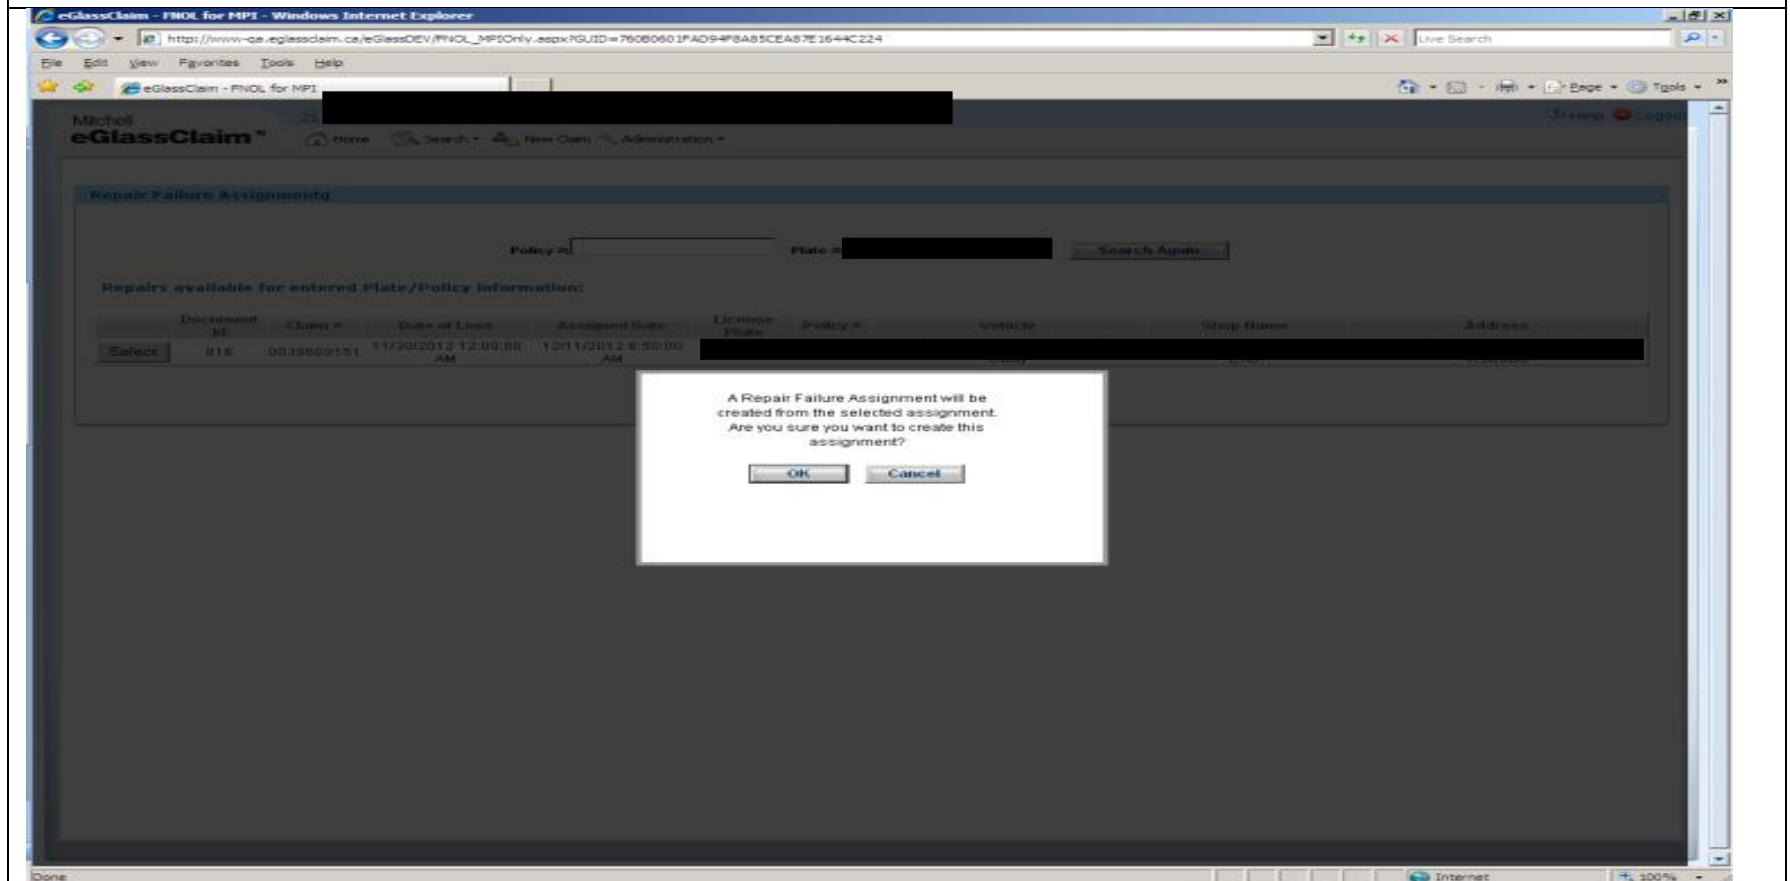 eGlassClaim - FNOL for MPI - Windows Internet Explorer
http://www-qa.eglassclaim.ca/eGlassDEV/FNOL_MPIOnly.aspx?GUID=760B0601FAD94F8A85CEA87E1644C224
Live Search
File Edit View Favorites Tools Help
eGlassClaim - FNOL for MPI
Page Tools
Mitchell
Help Logout
eGlassClaim™ Home Search New Claim Administration
Repair Failure Assignments
Policy # Plate # Search Again
Repairs available for entered Plate/Policy information:
Document Id Claim # Date of Loss Assigned Date License Plate Policy # Vehicle Shop Name Address
Select 016 11/30/2012 12:00:00 AM 12/11/2012 6:50:00 AM
A Repair Failure Assignment will be
created from the selected assignment.
Are you sure you want to create this
assignment?
OK Cancel
Done Internet 100%